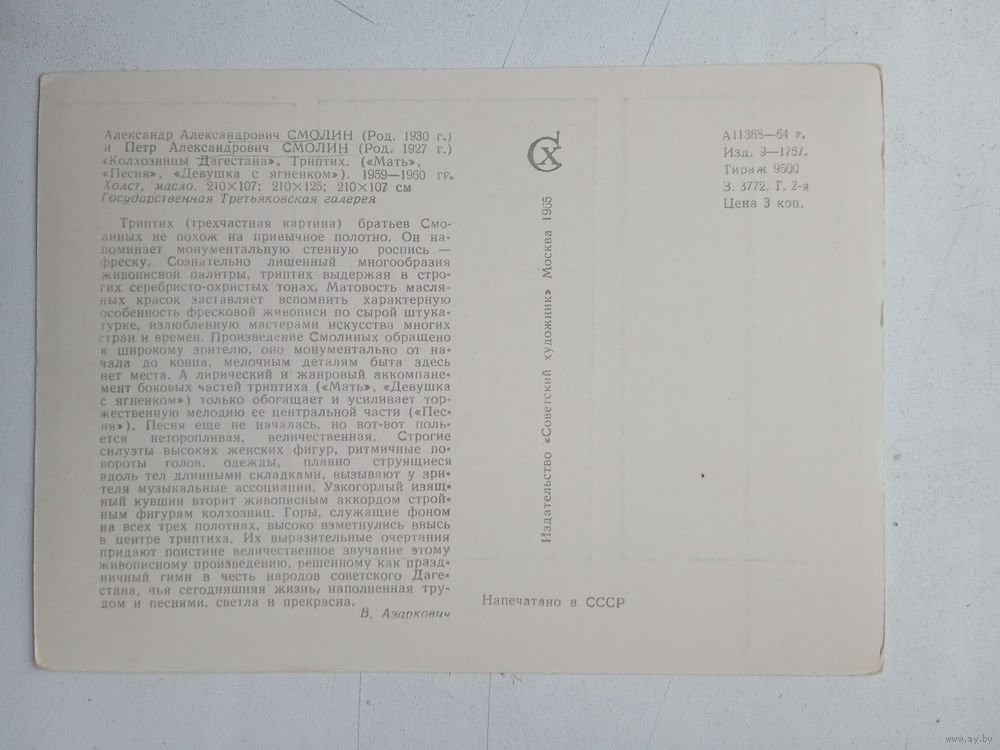 Александр Александрович СМОЛИН (Род. 1930 г.)
и Петр Александрович СМОЛИН (Род. 1927 г.)
«Колхозницы Дагестана». Триптих. («Мать»,
«Песня», «Девушка с ягненком»). 1959—1960 гг.
Холст, масло. 210×107; 210×125; 210×107 см
Государственная Третьяковская галерея
Триптих (трехчастная картина) братьев Смо-
линых не похож на привычное полотно. Он на-
поминает монументальную стенную роспись —
фреску. Сознательно лишенный многообразия
живописной палитры, триптих выдержан в стро-
гих серебристо-охристых тонах. Матовость масля-
ных красок заставляет вспомнить характерную
особенность фресковой живописи по сырой штука-
турке, излюбленную мастерами искусства многих
стран и времен. Произведение Смолиных обращено
к широкому зрителю, оно монументально от на-
чала до конца, мелочным деталям быта здесь
нет места. А лирический и жанровый аккомпане-
мент боковых частей триптиха («Мать», «Девушка
с ягненком») только обогащает и усиливает тор-
жественную мелодию ее центральной части («Пес-
ня»). Песня еще не началась, но вот-вот поль-
ется неторопливая, величественная. Строгие
силуэты высоких женских фигур, ритмичные по-
вороты голов, одежды, плавно струящиеся
вдоль тел длинными складками, вызывают у зри-
теля музыкальные ассоциации. Узкогорлый изящ-
ный кувшин вторит живописным аккордом строй-
ным фигурам колхозниц. Горы, служащие фоном
на всех трех полотнах, высоко взметнулись ввысь
в центре триптиха. Их выразительные очертания
придают поистине величественное звучание этому
живописному произведению, решенному как празд-
ничный гимн в честь народов советского Даге-
стана, чья сегодняшняя жизнь, наполненная тру-
дом и песнями, светла и прекрасна.
В. Азаркович
СХ
Издательство «Советский художник» Москва 1965
Напечатано в СССР
А11368—64 г.
Изд. 9—1767.
Тираж 9500
З. 3772. Т. 2-я
Цена 3 коп.
www.ay.by